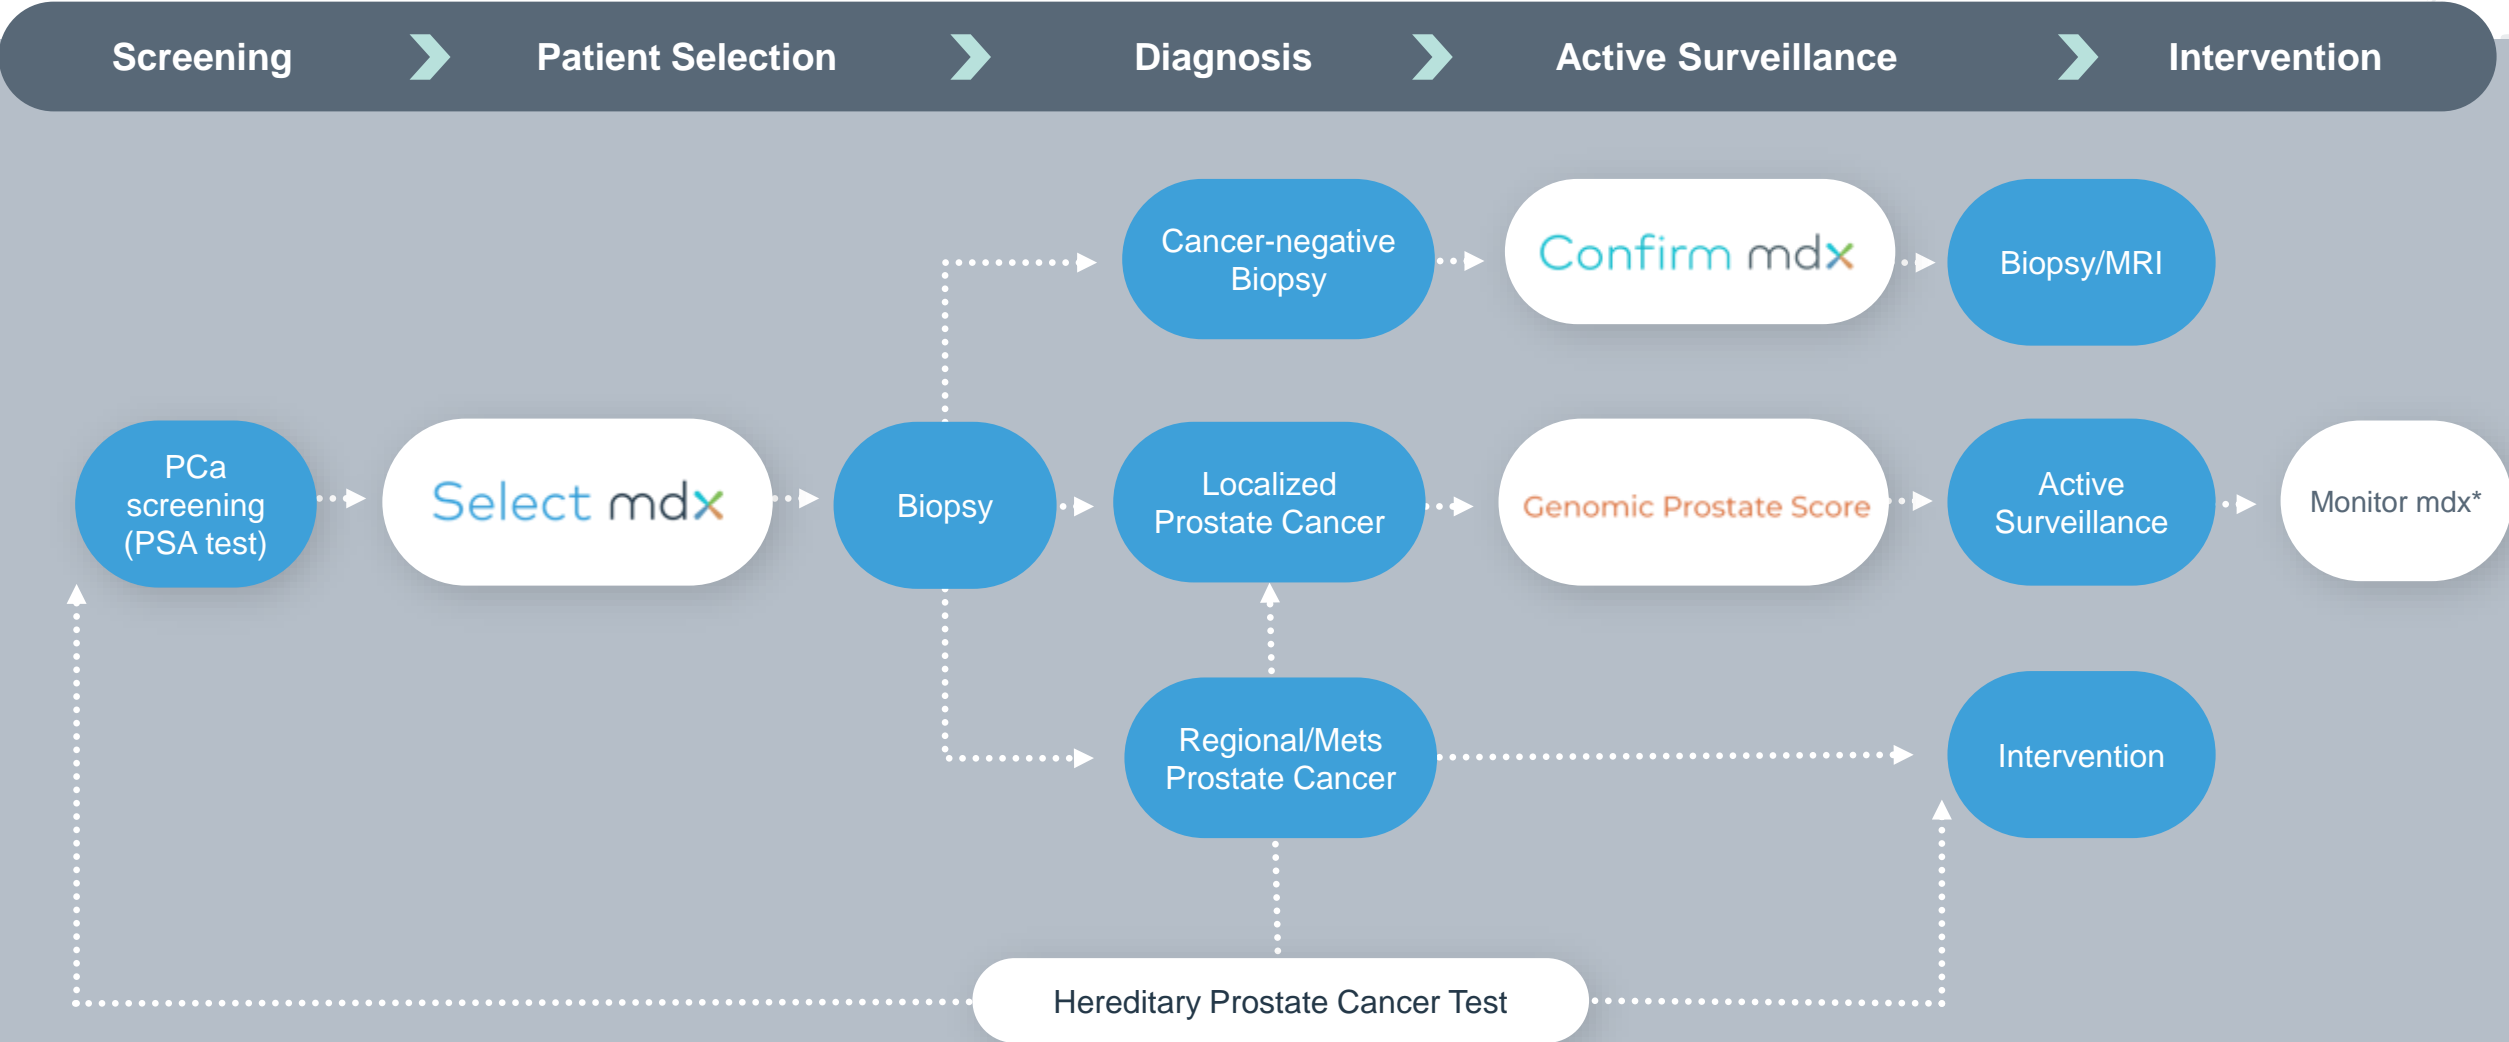 Screening
Patient Selection
Diagnosis
Active Surveillance
Intervention
Cancer-negative
Biopsy
Confirm mdx
Biopsy/MRI
PCa
screening
(PSA test)
Select mdx
Biopsy
Localized
Prostate Cancer
Genomic Prostate Score
Active
Surveillance
Monitor mdx*
Regional/Mets
Prostate Cancer
Intervention
Hereditary Prostate Cancer Test